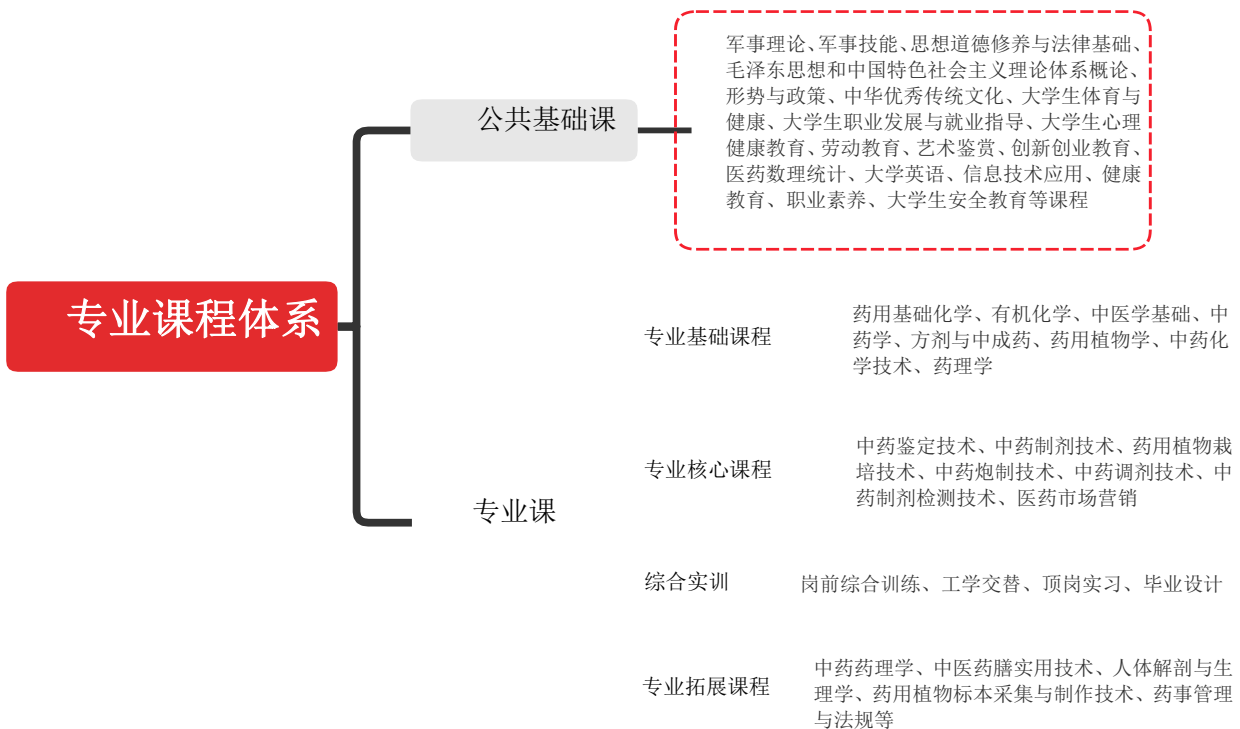 专业课程体系
公共基础课
军事理论、军事技能、思想道德修养与法律基础、
毛泽东思想和中国特色社会主义理论体系概论、
形势与政策、中华优秀传统文化、大学生体育与
健康、大学生职业发展与就业指导、大学生心理
健康教育、劳动教育、艺术鉴赏、创新创业教育、
医药数理统计、大学英语、信息技术应用、健康
教育、职业素养、大学生安全教育等课程
专业课
专业基础课程
药用基础化学、有机化学、中医学基础、中
药学、方剂与中成药、药用植物学、中药化
学技术、药理学
专业核心课程
中药鉴定技术、中药制剂技术、药用植物栽
培技术、中药炮制技术、中药调剂技术、中
药制剂检测技术、医药市场营销
综合实训
岗前综合训练、工学交替、顶岗实习、毕业设计
专业拓展课程
中药药理学、中医药膳实用技术、人体解剖与生
理学、药用植物标本采集与制作技术、药事管理
与法规等